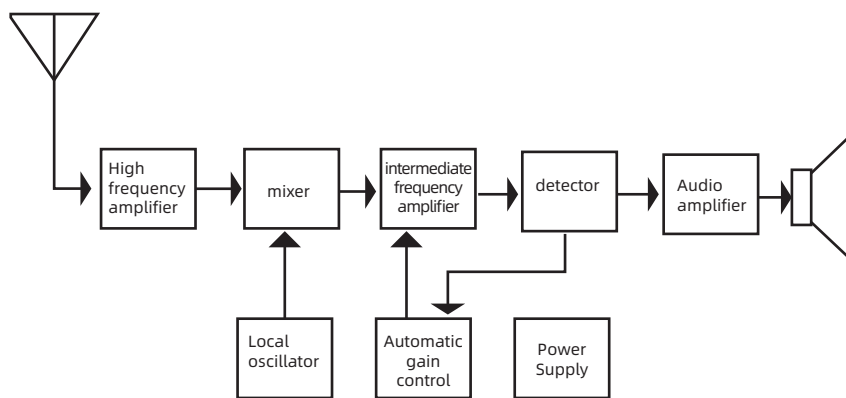 High
frequency
amplifier
mixer
intermediate
frequency
amplifier
detector
Audio
amplifier
Local
oscillator
Automatic
gain
control
Power
Supply